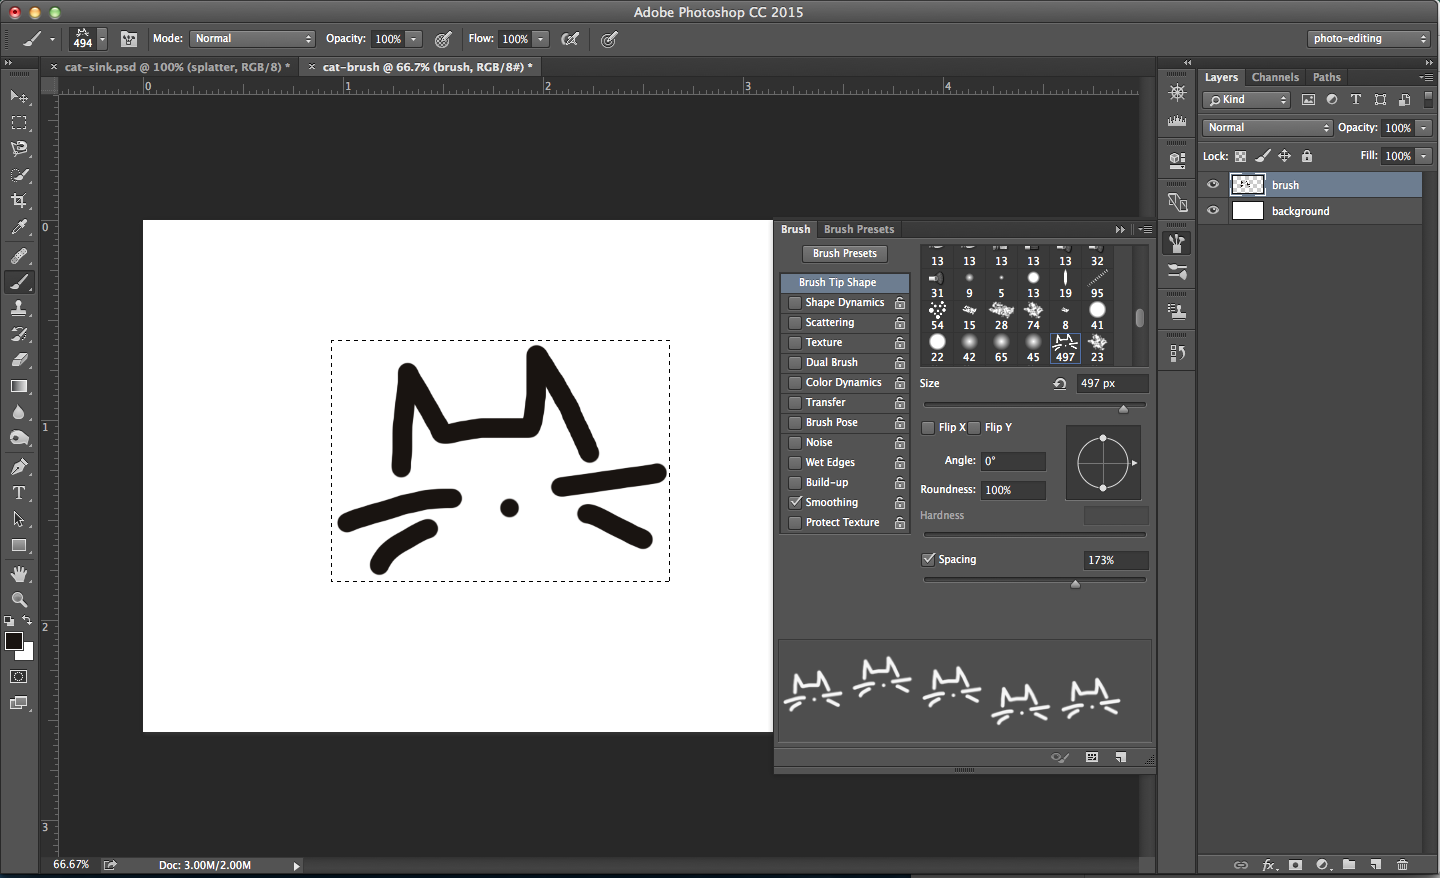 Adobe Photoshop CC 2015
494 Mode: Normal Opacity: 100% Flow: 100% photo-editing
× cat-sink.psd @ 100% (splatter, RGB/8) * × cat-brush @ 66.7% (brush, RGB/8#) *
0 1 2 3 4
0
1
2
3
Brush Brush Presets
Brush Presets
Brush Tip Shape
Shape Dynamics
Scattering
Texture
Dual Brush
Color Dynamics
Transfer
Brush Pose
Noise
Wet Edges
Build-up
Smoothing
Protect Texture
13 13 13 13 13 32
31 9 5 13 19 95
54 15 28 74 8 41
22 42 65 45 497 23
Size 497 px
Flip X Flip Y
Angle: 0°
Roundness: 100%
Hardness
Spacing 173%
Layers Channels Paths
Kind
Normal Opacity: 100%
Lock: Fill: 100%
brush
background
fx
66.67% Doc: 3.00M/2.00M